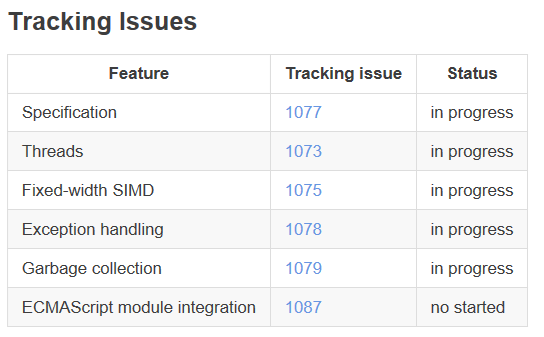 Tracking Issues
Feature Tracking issue Status
Specification 1077 in progress
Threads 1073 in progress
Fixed-width SIMD 1075 in progress
Exception handling 1078 in progress
Garbage collection 1079 in progress
ECMAScript module integration 1087 no started